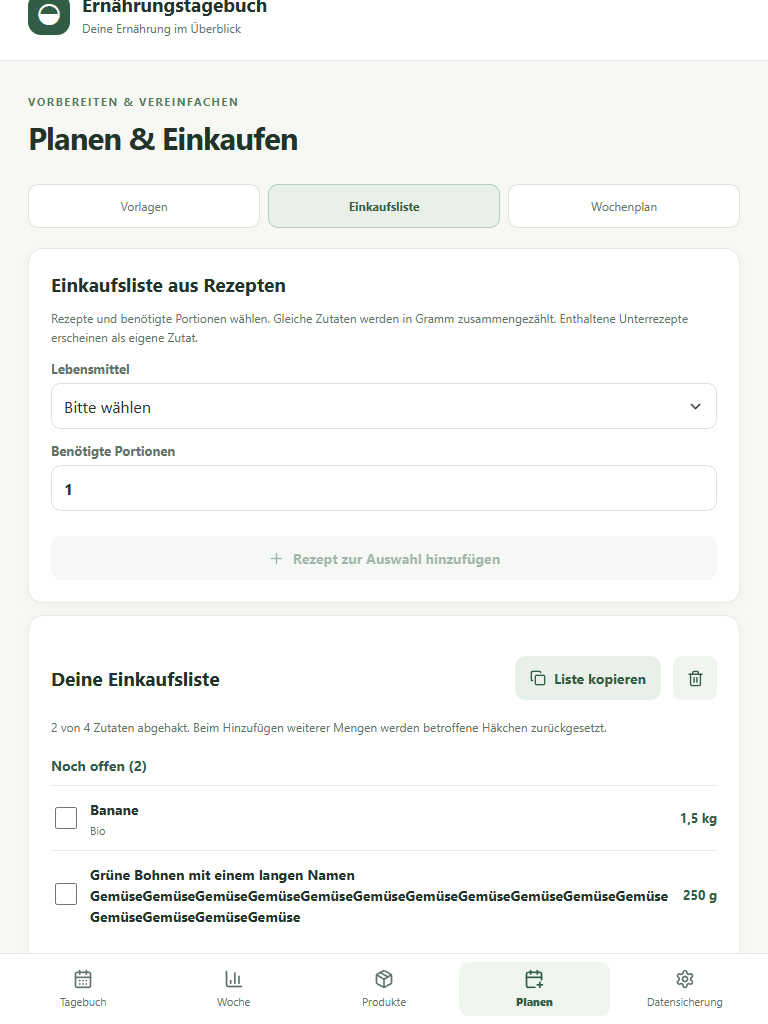 Ernährungstagebuch
Deine Ernährung im Überblick
VORBEREITEN & VEREINFACHEN
Planen & Einkaufen
Vorlagen
Einkaufsliste
Wochenplan
Einkaufsliste aus Rezepten
Rezepte und benötigte Portionen wählen. Gleiche Zutaten werden in Gramm zusammengezählt. Enthaltene Unterrezepte
erscheinen als eigene Zutat.
Lebensmittel
Bitte wählen
Benötigte Portionen
1
Rezept zur Auswahl hinzufügen
Deine Einkaufsliste
Liste kopieren
2 von 4 Zutaten abgehakt. Beim Hinzufügen weiterer Mengen werden betroffene Häkchen zurückgesetzt.
Noch offen (2)
Banane
Bio
1,5 kg
Grüne Bohnen mit einem langen Namen
GemüseGemüseGemüseGemüseGemüseGemüseGemüseGemüseGemüseGemüseGemüse
GemüseGemüseGemüseGemüse
250 g
Tagebuch
Woche
Produkte
Planen
Datensicherung